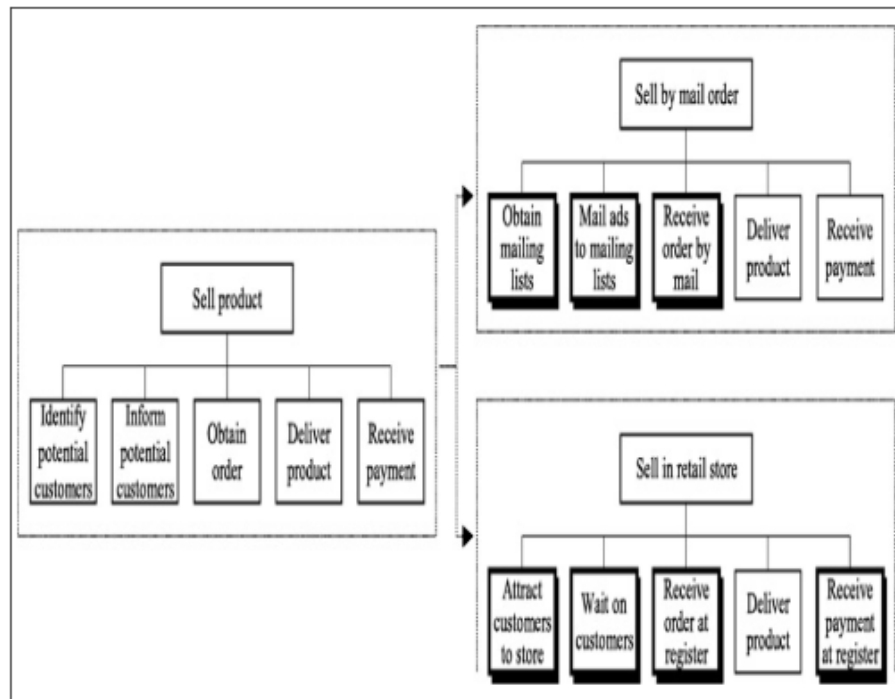 Sell by mail order
Obtain
mailing
lists
Mail ads
to mailing
lists
Receive
order by
mail
Deliver
product
Receive
payment
Sell product
Identify
potential
customers
Inform
potential
customers
Obtain
order
Deliver
product
Receive
payment
Sell in retail store
Attract
customers
to store
Wait on
customers
Receive
order at
register
Deliver
product
Receive
payment
at register